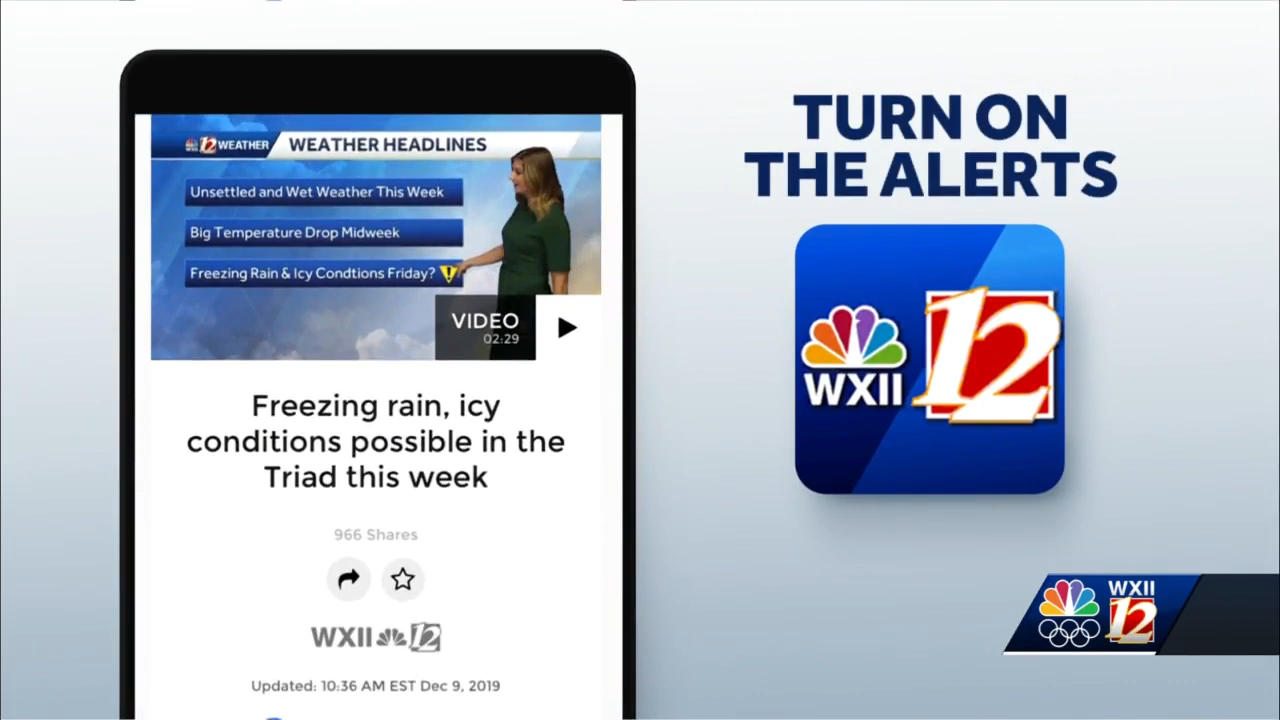 WXII 12 WEATHER
WEATHER HEADLINES
Unsettled and Wet Weather This Week
Big Temperature Drop Midweek
Freezing Rain & Icy Condtions Friday?
VIDEO
02:29
Freezing rain, icy
conditions possible in the
Triad this week
966 Shares
WXII 12
Updated: 10:36 AM EST Dec 9, 2019
TURN ON
THE ALERTS
WXII 12
WXII
12